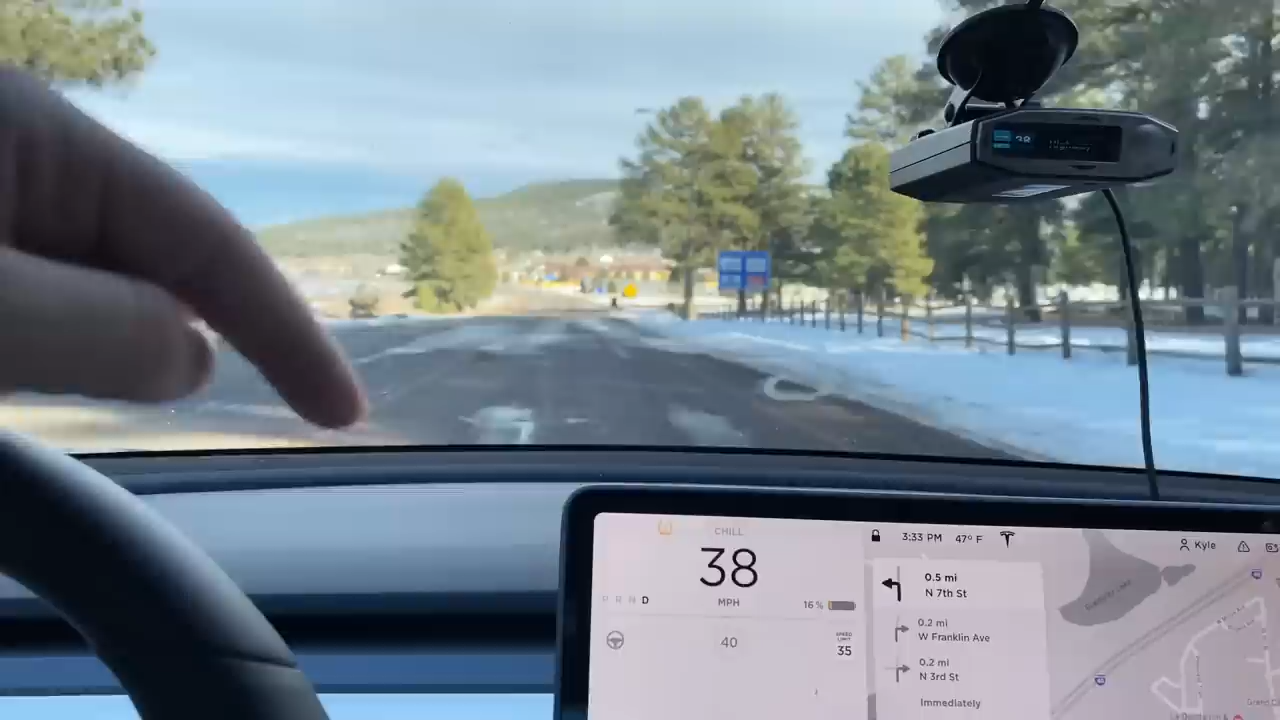 38
CHILL
38
MPH
P R N D
16 %
40
SPEED
LIMIT
35
3:33 PM 47° F
Kyle
0.5 mi
N 7th St
0.2 mi
W Franklin Ave
0.2 mi
N 3rd St
Immediately